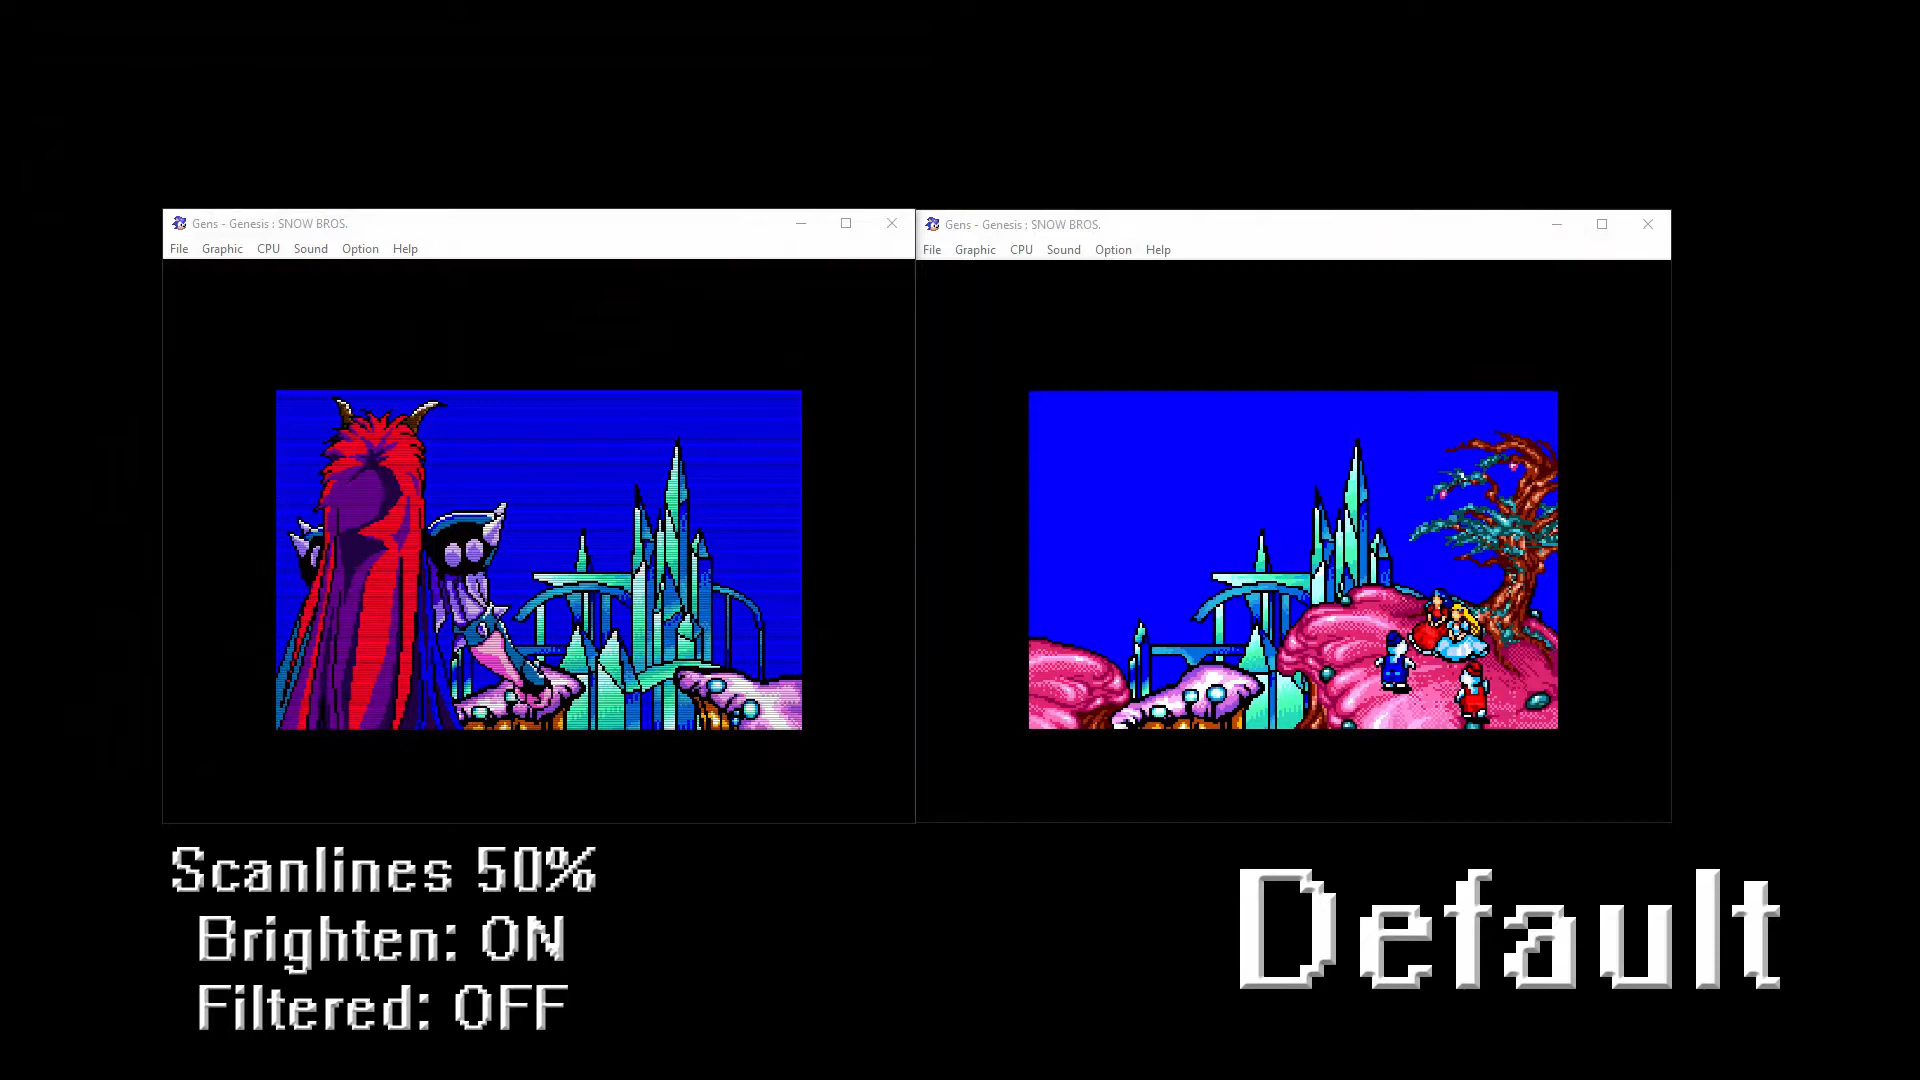 Gens - Genesis : SNOW BROS.
File Graphic CPU Sound Option Help
Gens - Genesis : SNOW BROS.
File Graphic CPU Sound Option Help
Scanlines 50%
Brighten: ON
Filtered: OFF
Default